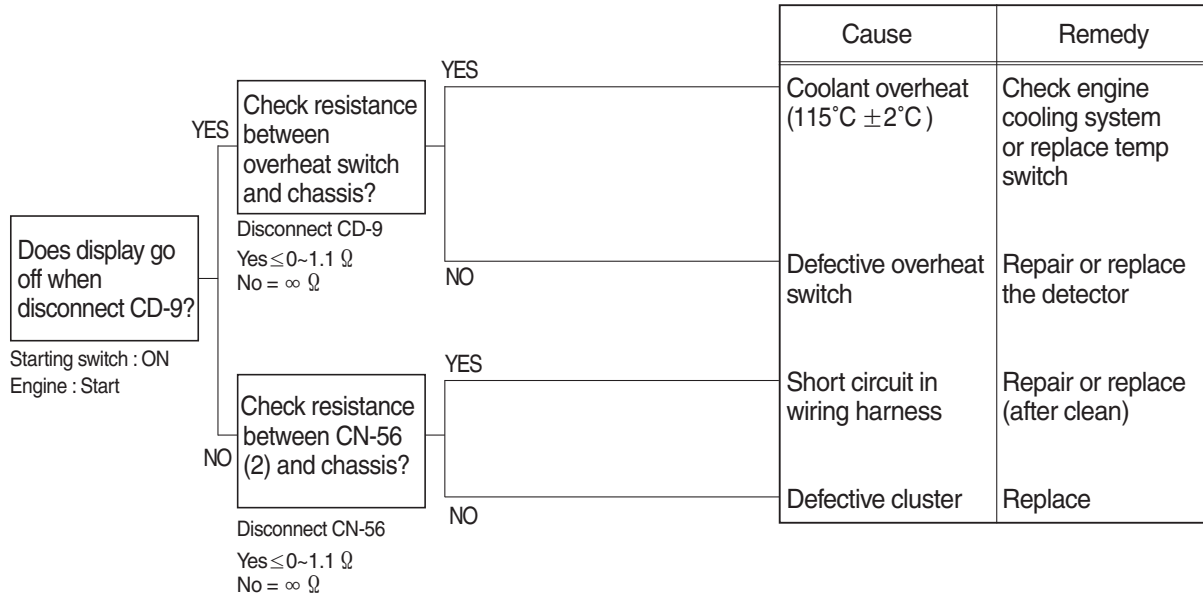 Does display go
off when
disconnect CD-9?
Starting switch : ON
Engine : Start
YES
Check resistance
between
overheat switch
and chassis?
Disconnect CD-9
Yes≤0~1.1 Ω
No = ∞ Ω
NO
Check resistance
between CN-56
(2) and chassis?
Disconnect CN-56
Yes≤0~1.1 Ω
No = ∞ Ω
YES
NO
YES
NO
Cause
Remedy
Coolant overheat
(115˚C ±2˚C)
Check engine
cooling system
or replace temp
switch
Defective overheat
switch
Repair or replace
the detector
Short circuit in
wiring harness
Repair or replace
(after clean)
Defective cluster
Replace